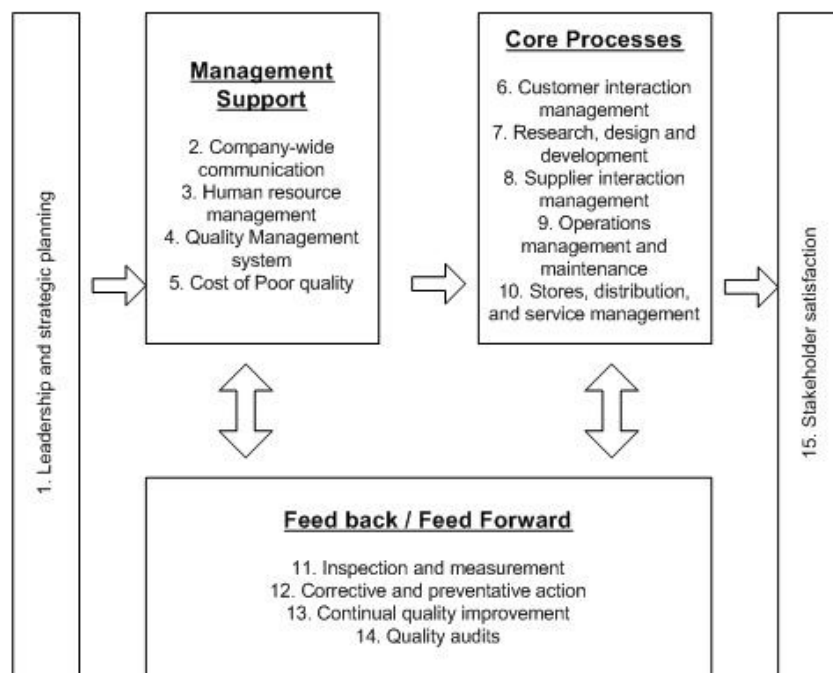 1. Leadership and strategic planning
Management
Support
2. Company-wide
communication
3. Human resource
management
4. Quality Management
system
5. Cost of Poor quality
Core Processes
6. Customer interaction
management
7. Research, design and
development
8. Supplier interaction
management
9. Operations
management and
maintenance
10. Stores, distribution,
and service management
Feed back / Feed Forward
11. Inspection and measurement
12. Corrective and preventative action
13. Continual quality improvement
14. Quality audits
15. Stakeholder satisfaction